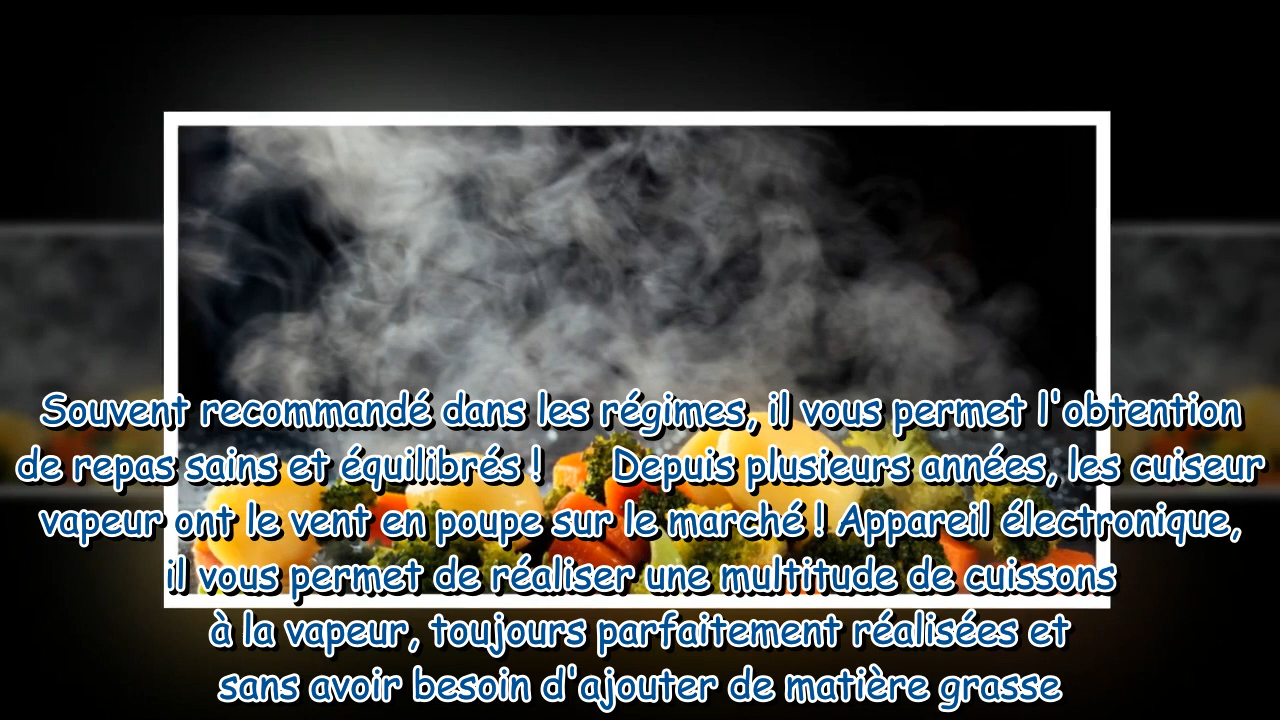 Souvent recommandé dans les régimes, il vous permet l'obtention
de repas sains et équilibrés ! Depuis plusieurs années, les cuiseur
vapeur ont le vent en poupe sur le marché ! Appareil électronique,
il vous permet de réaliser une multitude de cuissons
à la vapeur, toujours parfaitement réalisées et
sans avoir besoin d'ajouter de matière grasse